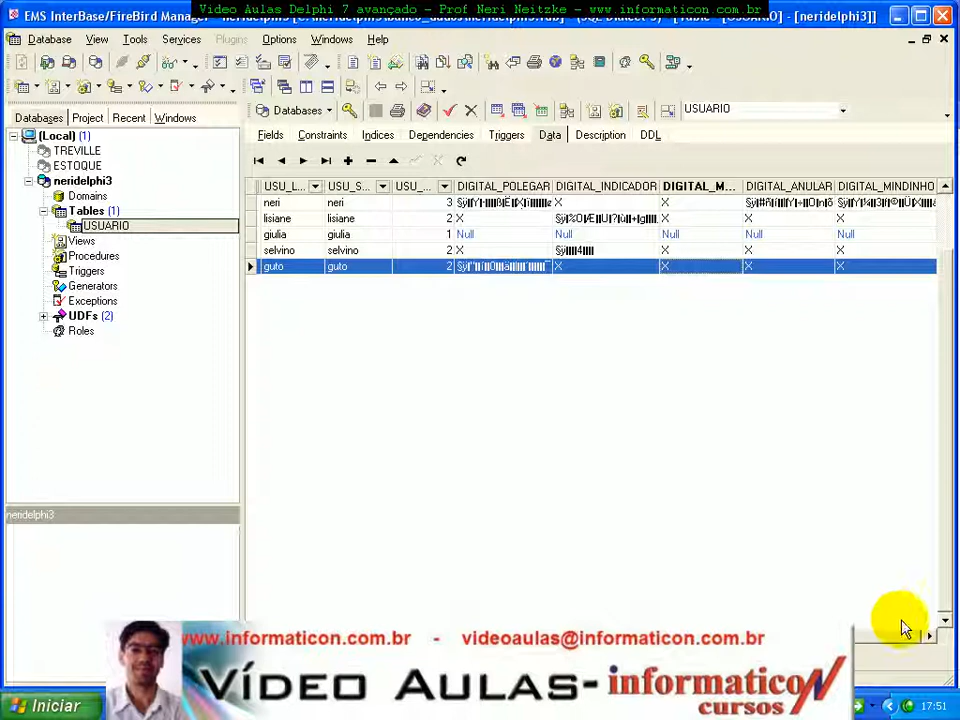 Video Aulas Delphi 7 avançado - Prof Neri Neitzke - www.informaticon.com.br
EMS InterBase/FireBird Manager
Database View Tools Services Plugins Options Windows Help
Databases Project Recent Windows
Databases
USUARIO
Fields Constraints Indices Dependencies Triggers Data Description DDL
(Local) (1)
TREVILLE
ESTOQUE
neridelphi3
Domains
Tables (1)
USUARIO
Views
Procedures
Triggers
Generators
Exceptions
UDFs (2)
Roles
neridelphi3
USU_L... USU_S... USU_... DIGITAL_POLEGAR DIGITAL_INDICADOR DIGITAL_M... DIGITAL_ANULAR DIGITAL_MINDINHO
neri neri 3 X X
lisiane lisiane 2 X X X X
giulia giulia 1 Null Null Null Null Null
selvino selvino 2 X X X X
guto guto 2 X X X X
www.informaticon.com.br - videoaulas@informaticon.com.br
VÍDEO AULAS- informaticon
cursos
Iniciar
17:51